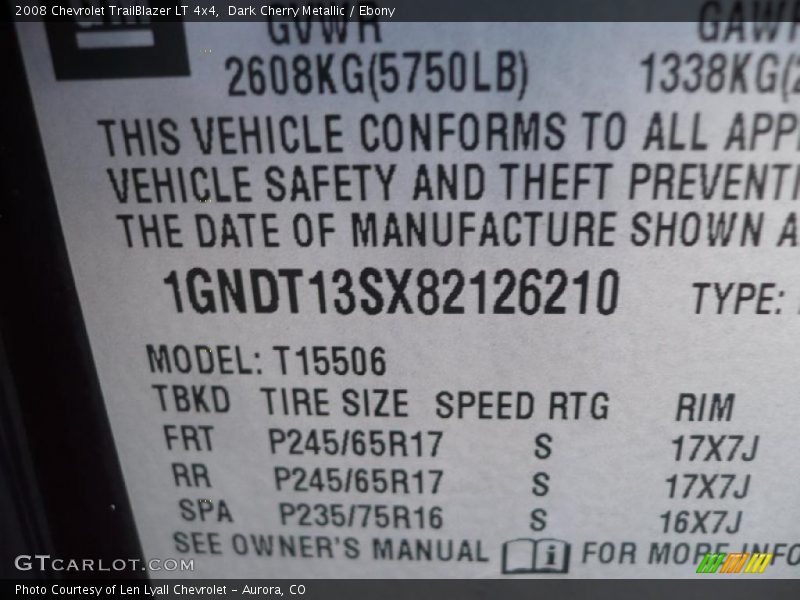 2008 Chevrolet TrailBlazer LT 4x4, Dark Cherry Metallic / Ebony
GM
GVWR GAWR
2608KG(5750LB) 1338KG(2
THIS VEHICLE CONFORMS TO ALL APP
VEHICLE SAFETY AND THEFT PREVENTI
THE DATE OF MANUFACTURE SHOWN A
1GNDT13SX82126210 TYPE:
MODEL: T15506
TBKD TIRE SIZE SPEED RTG RIM
FRT P245/65R17 S 17X7J
RR P245/65R17 S 17X7J
SPA P235/75R16 S 16X7J
SEE OWNER'S MANUAL i FOR MORE INFO
GTcarlot.com
Photo Courtesy of Len Lyall Chevrolet - Aurora, CO